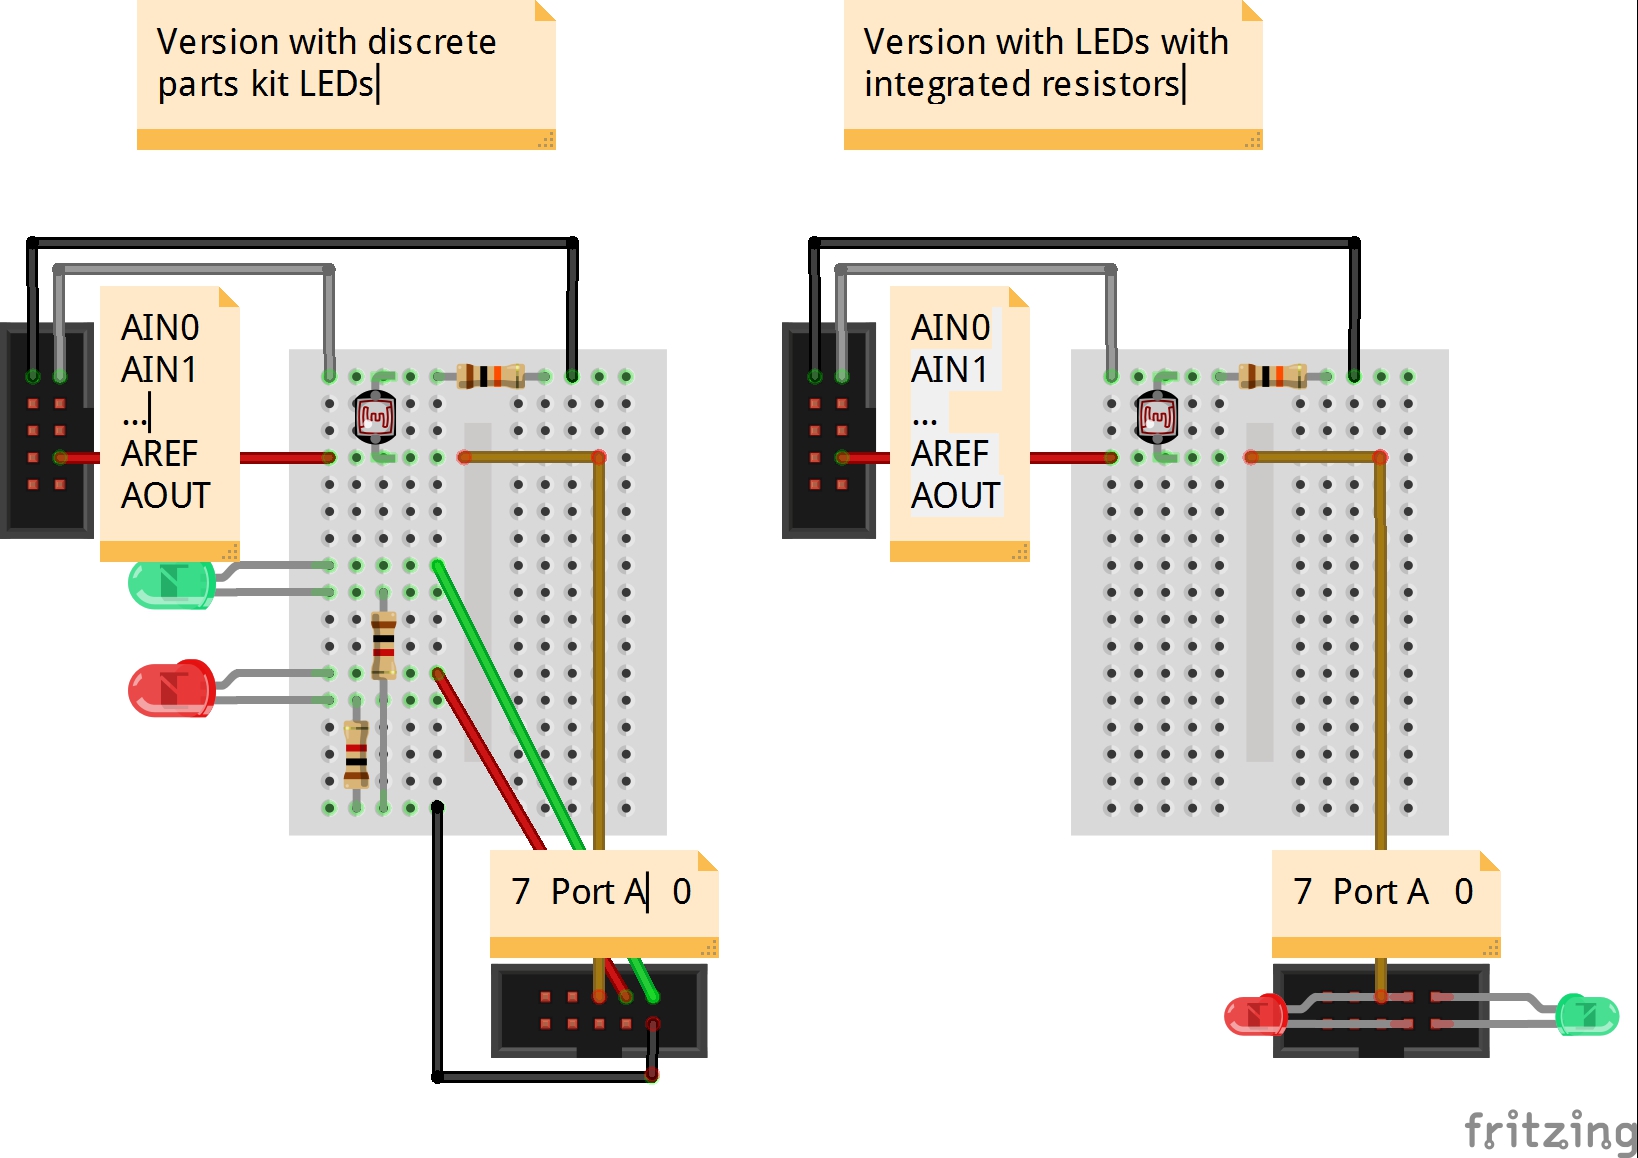 Version with discrete
parts kit LEDs
Version with LEDs with
integrated resistors
AIN0
AIN1
...
AREF
AOUT
AIN0
AIN1
...
AREF
AOUT
7 Port A 0
7 Port A 0
fritzing